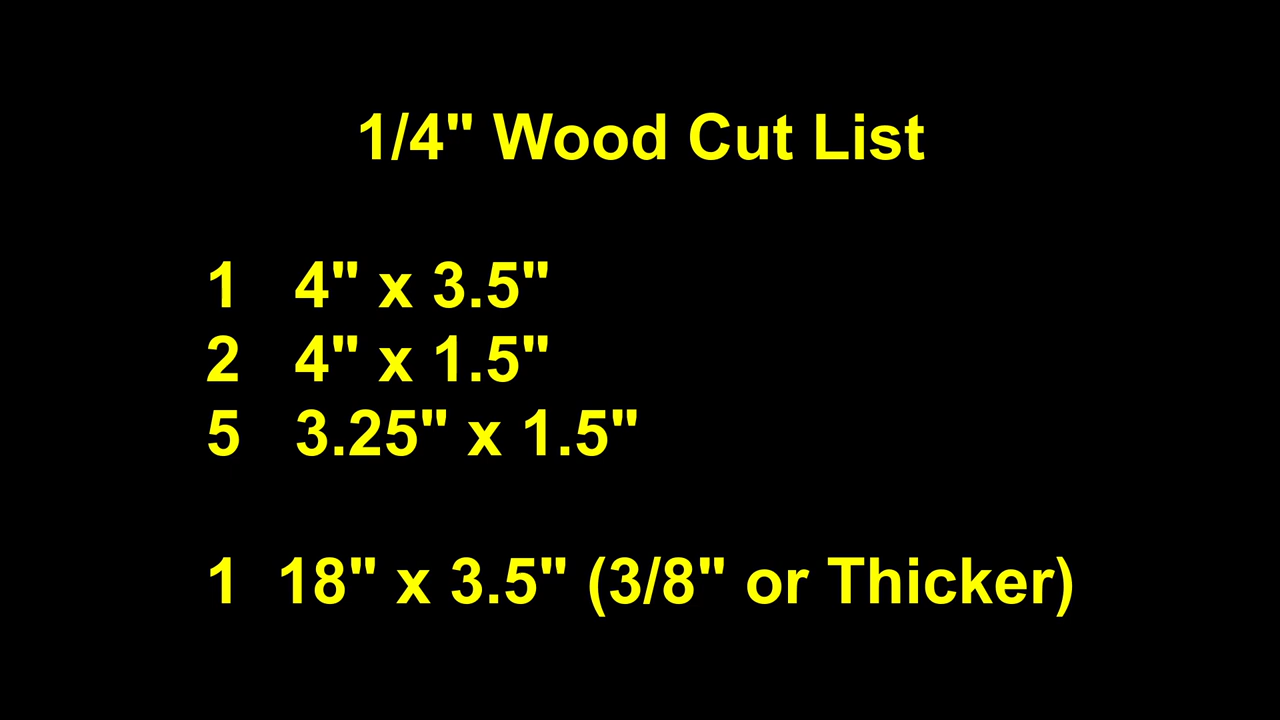 1/4" Wood Cut List
1 4" x 3.5"
2 4" x 1.5"
5 3.25" x 1.5"
1 18" x 3.5" (3/8" or Thicker)